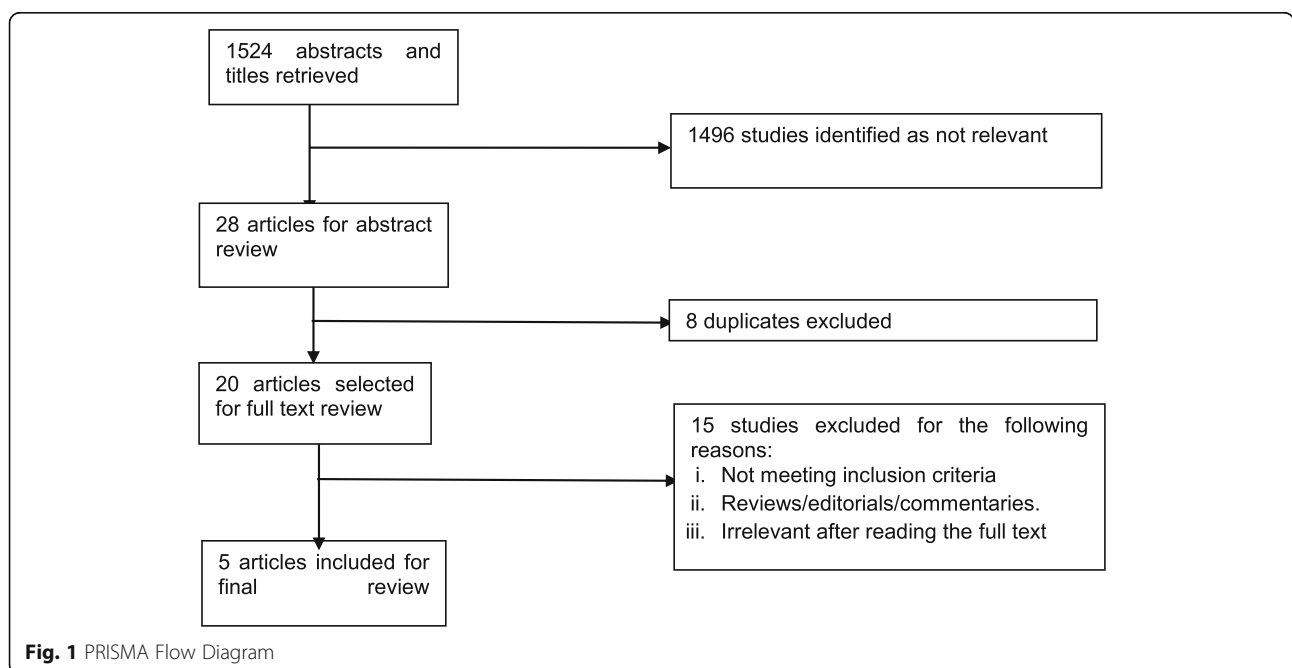 1524 abstracts and
titles retrieved
1496 studies identified as not relevant
28 articles for abstract
review
8 duplicates excluded
20 articles selected
for full text review
15 studies excluded for the following
reasons:
i. Not meeting inclusion criteria
ii. Reviews/editorials/commentaries.
iii. Irrelevant after reading the full text
5 articles included for
final review
Fig. 1 PRISMA Flow Diagram